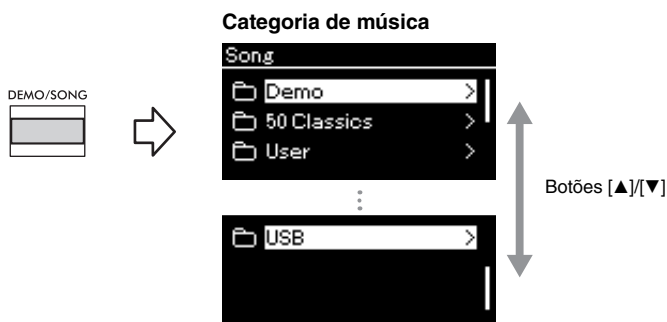 Categoria de música
DEMO/SONG
Song
Demo >
50 Classics >
User >
USB >
Botões [▲]/[▼]